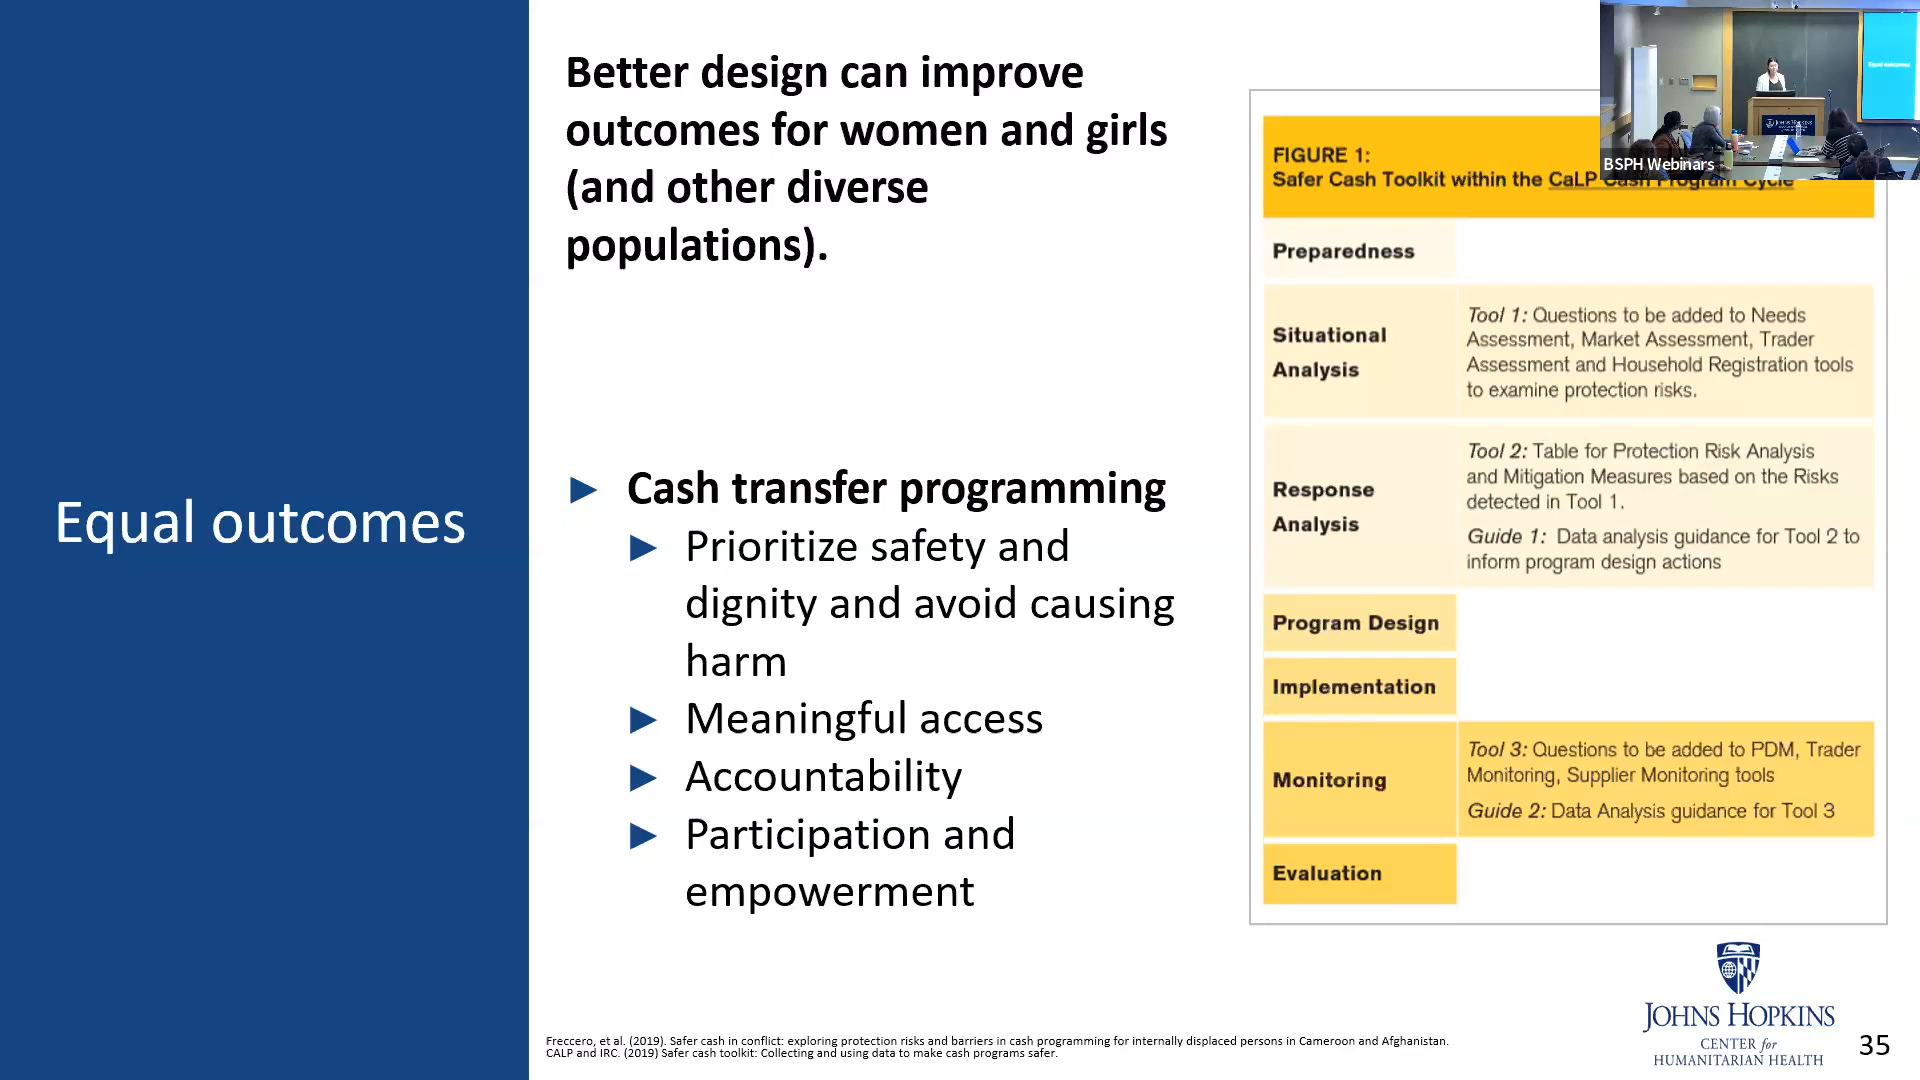 Equal outcomes
Better design can improve
outcomes for women and girls
(and other diverse
populations).
► Cash transfer programming
► Prioritize safety and
dignity and avoid causing
harm
► Meaningful access
► Accountability
► Participation and
empowerment
FIGURE 1:
Safer Cash Toolkit within the CaLP Cash Program Cycle
Preparedness
Situational
Analysis
Tool 1: Questions to be added to Needs
Assessment, Market Assessment, Trader
Assessment and Household Registration tools
to examine protection risks.
Response
Analysis
Tool 2: Table for Protection Risk Analysis
and Mitigation Measures based on the Risks
detected in Tool 1.
Guide 1: Data analysis guidance for Tool 2 to
inform program design actions
Program Design
Implementation
Monitoring
Tool 3: Questions to be added to PDM, Trader
Monitoring, Supplier Monitoring tools
Guide 2: Data Analysis guidance for Tool 3
Evaluation
Equal outcomes
JOHNS HOPKINS
BSPH Webinars
Freccero, et al. (2019). Safer cash in conflict: exploring protection risks and barriers in cash programming for internally displaced persons in Cameroon and Afghanistan.
CALP and IRC. (2019) Safer cash toolkit: Collecting and using data to make cash programs safer.
JOHNS HOPKINS
CENTER for
HUMANITARIAN HEALTH
35